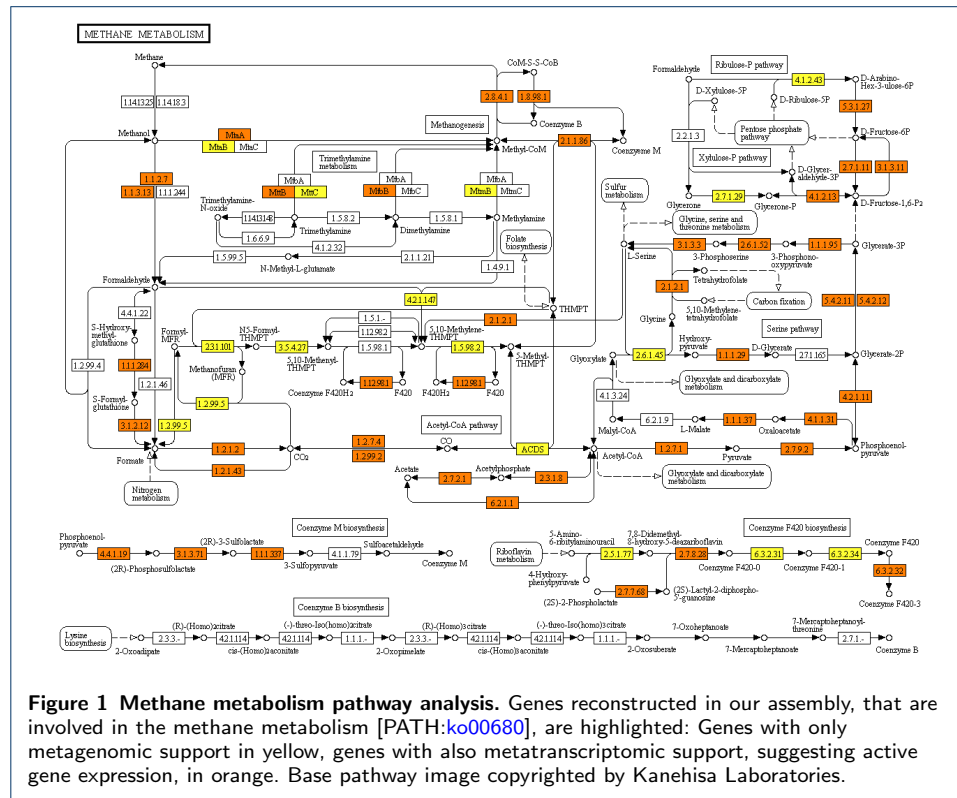 METHANE METABOLISM
Methane
CoM-S-S-CoB
1.14.13.25 1.14.18.3
2.8.4.1 1.8.98.1
Coenzyme B
Methanol
MtaA
MtaB MtaC
Methanogenesis
Methyl-CoM
2.1.1.86
Coenzyme M
1.1.2.7
1.1.3.13 1.1.1.244
Trimethylamine
metabolism
MtbA
MttB MttC
MtbA
MtbB MtbC
MtbA
MtmB MtmC
Trimethylamine-
N-oxide
1.5.8.2
1.5.8.1
Methylamine
1.6.6.9
Trimethylamine
Dimethylamine
4.1.2.32
1.5.99.5
2.1.1.21
N-Methyl-L-glutamate
1.4.9.1
Folate
biosynthesis
Formaldehyde
4.2.1.147
THMPT
4.4.1.22
2.1.2.1
S-Hydroxy-
methyl-
glutathione
Formyl-
MFR
N5-Formyl-
THMPT
1.5.1.-
1.12.98.2
5,10-Methylene-
THMPT
2.3.1.101
3.5.4.27
1.5.98.1
1.5.98.2
5,10-Methenyl-
THMPT
5-Methyl-
THMPT
1.2.99.4
1.1.1.284
Methanofuran
(MFR)
1.12.98.1
1.12.98.1
Coenzyme F420H2
F420
F420H2
F420
1.2.1.46
S-Formyl-
glutathione
1.2.99.5
3.1.2.12
1.2.99.5
Acetyl-CoA pathway
Formate
1.2.1.2
CO2
1.2.7.4
1.2.99.2
CO
ACDS
Acetyl-CoA
1.2.1.43
Nitrogen
metabolism
Acetate
2.7.2.1
Acetylphosphate
2.3.1.8
6.2.1.1
Formaldehyde
Ribulose-P pathway
4.1.2.43
D-Arabino-
Hex-3-ulose-6P
D-Xylulose-5P
D-Ribulose-5P
5.3.1.27
2.2.1.3
Pentose phosphate
pathway
D-Fructose-6P
Xylulose-P pathway
D-Glycer-
aldehyde-3P
2.7.1.11 3.1.3.11
Sulfur
metabolism
2.7.1.29
4.1.2.13
Glycerone
Glycerone-P
D-Fructose-1,6-P2
Glycine, serine and
threonine metabolism
L-Serine
3.1.3.3
2.6.1.52
1.1.1.95
Glycerate-3P
3-Phosphoserine
3-Phosphono-
oxypyruvate
2.1.2.1
Tetrahydrofolate
Carbon fixation
5,10-Methylene-
tetrahydrofolate
5.4.2.11 5.4.2.12
Glycine
Serine pathway
Glyoxylate
2.6.1.45
Hydroxy-
pyruvate
1.1.1.29
D-Glycerate
2.7.1.165
Glycerate-2P
Glyoxylate and dicarboxylate
metabolism
4.1.3.24
4.2.1.11
Malyl-CoA
6.2.1.9
L-Malate
1.1.1.37
Oxaloacetate
4.1.1.31
1.2.7.1
Pyruvate
2.7.9.2
Phosphoenol-
pyruvate
Glyoxylate and dicarboxylate
metabolism
Coenzyme M biosynthesis
Phosphoenol-
pyruvate
4.4.1.19
(2R)-3-Sulfolactate
3.1.3.71
1.1.1.337
4.1.1.79
Sulfoacetaldehyde
(2R)-Phosphosulfolactate
3-Sulfopyruvate
Coenzyme M
Coenzyme F420 biosynthesis
Riboflavin
metabolism
5-Amino-
6-ribitylaminouracil
2.5.1.77
7,8-Didemethyl-
8-hydroxy-5-deazariboflavin
2.7.8.28
6.3.2.31
6.3.2.34
Coenzyme F420
Coenzyme F420-0
Coenzyme F420-1
4-Hydroxy-
phenylpyruvate
2.7.7.68
6.3.2.32
(2S)-2-Phospholactate
(2S)-Lactyl-2-diphospho-
5'-guanosine
Coenzyme F420-3
Coenzyme B biosynthesis
Lysine
biosynthesis
(R)-(Homo)2citrate
(-)-threo-Iso(homo)2citrate
(R)-(Homo)3citrate
(-)-threo-Iso(homo)3citrate
7-Oxoheptanoate
7-Mercaptoheptanoyl-
threonine
2.3.3.- 4.2.1.114 4.2.1.114 1.1.1.- 2.3.3.- 4.2.1.114 4.2.1.114 1.1.1.- 2.7.1.-
2-Oxoadipate
cis-(Homo)2aconitate
2-Oxopimelate
cis-(Homo)3aconitate
2-Oxosuberate
7-Mercaptoheptanoate
Coenzyme B
Figure 1 Methane metabolism pathway analysis. Genes reconstructed in our assembly, that are
involved in the methane metabolism [PATH:ko00680], are highlighted: Genes with only
metagenomic support in yellow, genes with also metatranscriptomic support, suggesting active
gene expression, in orange. Base pathway image copyrighted by Kanehisa Laboratories.